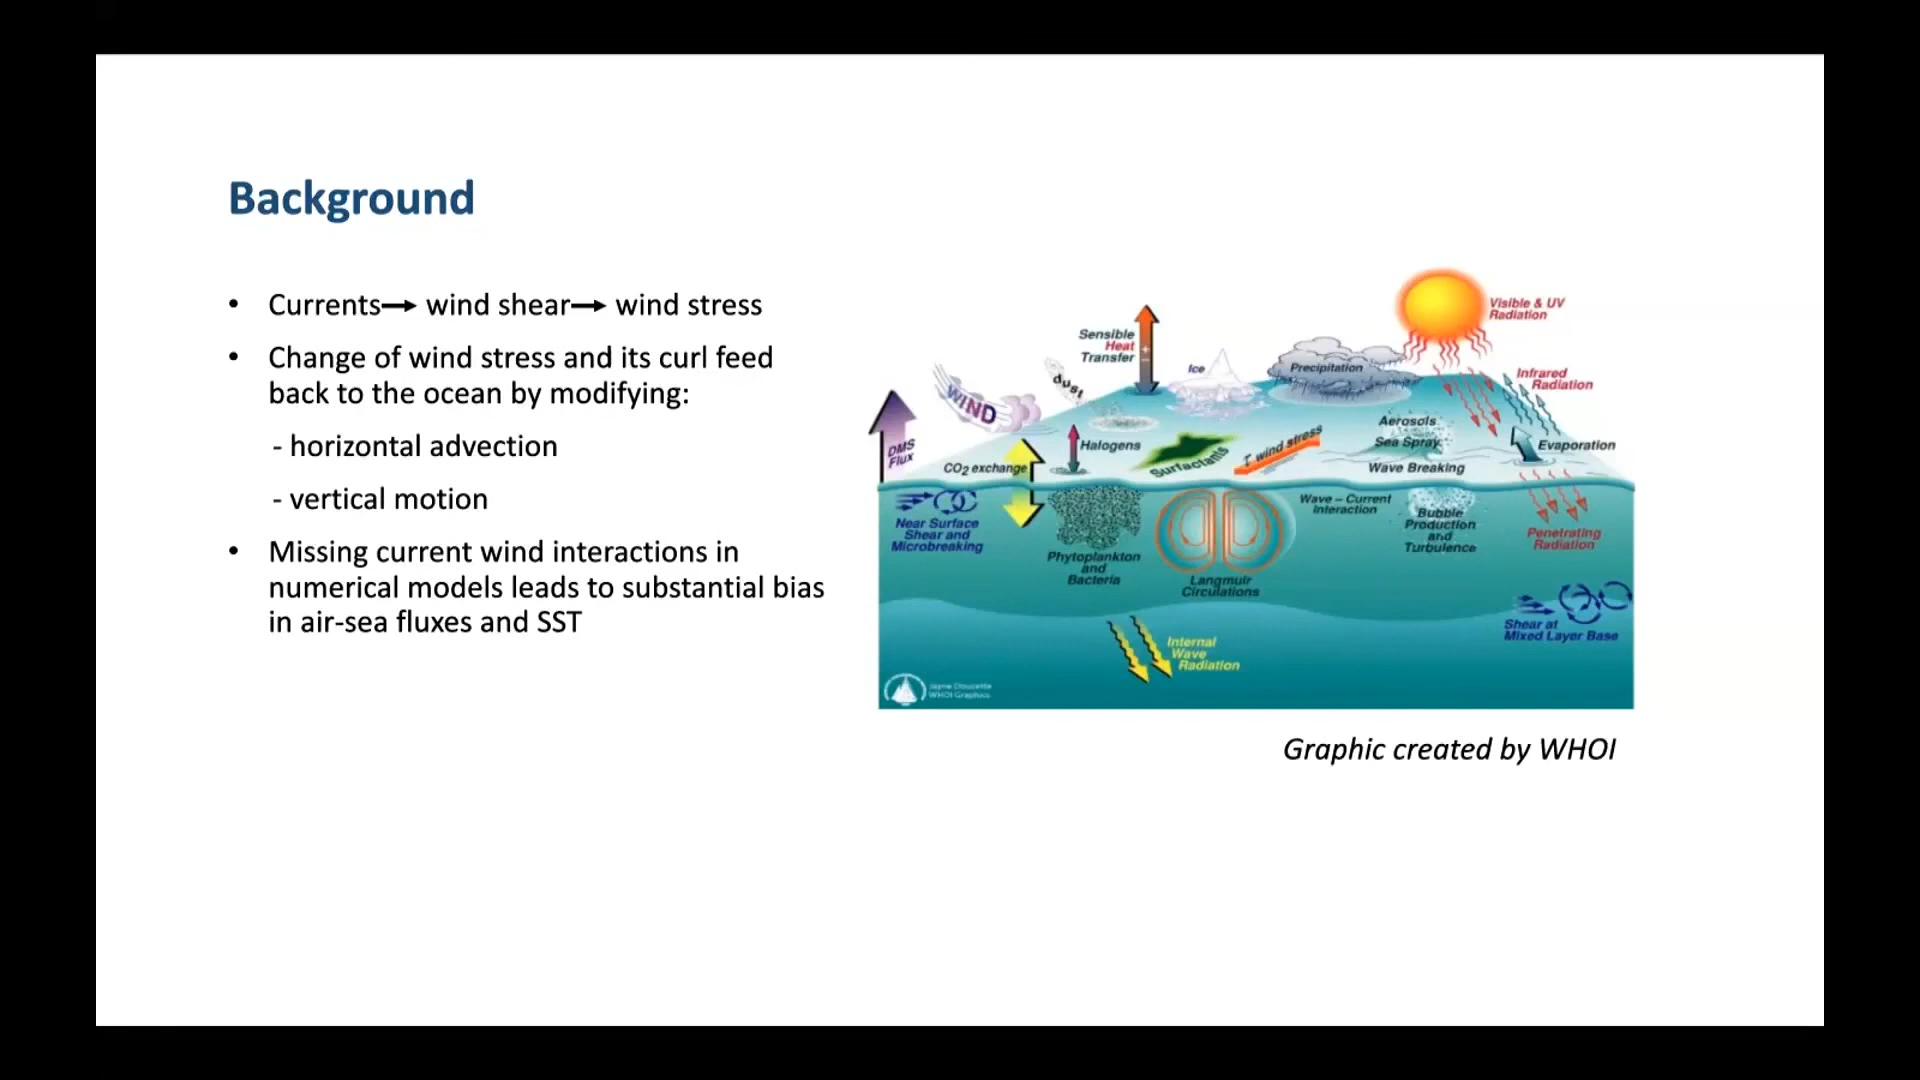 Background
• Currents→ wind shear→ wind stress
• Change of wind stress and its curl feed
back to the ocean by modifying:
- horizontal advection
- vertical motion
• Missing current wind interactions in
numerical models leads to substantial bias
in air-sea fluxes and SST
Visible & UV
Radiation
Sensible
Heat
Transfer
Ice
Precipitation
Infrared
Radiation
dust
WIND
DMS
Flux
CO2 exchange
Halogens
Surfactants
τ wind stress
Aerosols
Sea Spray
Wave Breaking
Evaporation
Near Surface
Shear and
Microbreaking
Phytoplankton
and
Bacteria
Langmuir
Circulations
Wave – Current
Interaction
Bubble
Production
and
Turbulence
Penetrating
Radiation
Shear at
Mixed Layer Base
Internal
Wave
Radiation
Jayne Doucette
WHOI Graphics
Graphic created by WHOI